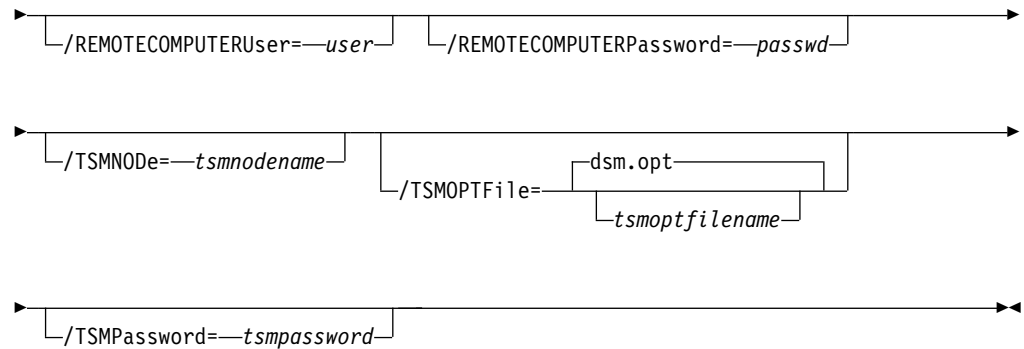 /REMOTECOMPUTERUser= user /REMOTECOMPUTERPassword= passwd
dsm.opt
/TSMNODe= tsmnodename
/TSMOPTFile=
tsmoptfilename
/TSMPassword= tsmpassword